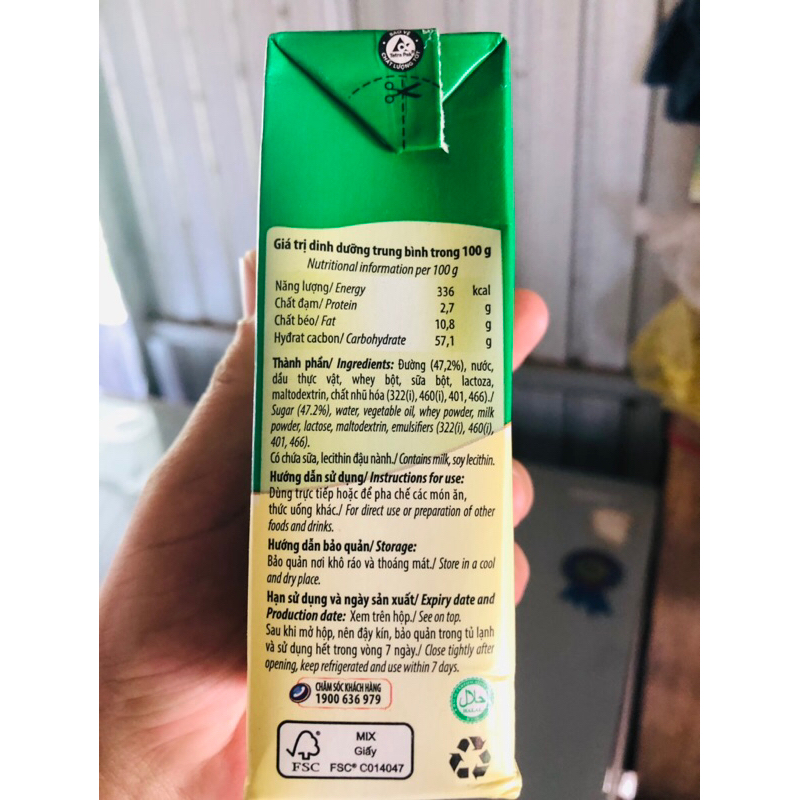 BẢO VỆ
Tetra Pak
CHẤT LƯỢNG TỐT
Giá trị dinh dưỡng trung bình trong 100 g
Nutritional information per 100 g
Năng lượng/ Energy 336 kcal
Chất đạm/ Protein 2,7 g
Chất béo/ Fat 10,8 g
Hyđrat cacbon/ Carbohydrate 57,1 g
Thành phần/ Ingredients: Đường (47,2%), nước,
dầu thực vật, whey bột, sữa bột, lactoza,
maltodextrin, chất nhũ hóa (322(i), 460(i), 401, 466)./
Sugar (47.2%), water, vegetable oil, whey powder, milk
powder, lactose, maltodextrin, emulsifiers (322(i), 460(i),
401, 466).
Có chứa sữa, lecithin đậu nành./ Contains milk, soy lecithin.
Hướng dẫn sử dụng/ Instructions for use:
Dùng trực tiếp hoặc để pha chế các món ăn,
thức uống khác./ For direct use or preparation of other
foods and drinks.
Hướng dẫn bảo quản/ Storage:
Bảo quản nơi khô ráo và thoáng mát./ Store in a cool
and dry place.
Hạn sử dụng và ngày sản xuất/ Expiry date and
Production date: Xem trên hộp./ See on top.
Sau khi mở hộp, nên đậy kín, bảo quản trong tủ lạnh
và sử dụng hết trong vòng 7 ngày./ Close tightly after
opening, keep refrigerated and use within 7 days.
CHĂM SÓC KHÁCH HÀNG
1900 636 979
حلال
HALAL
MIX
Giấy
FSC FSC® C014047